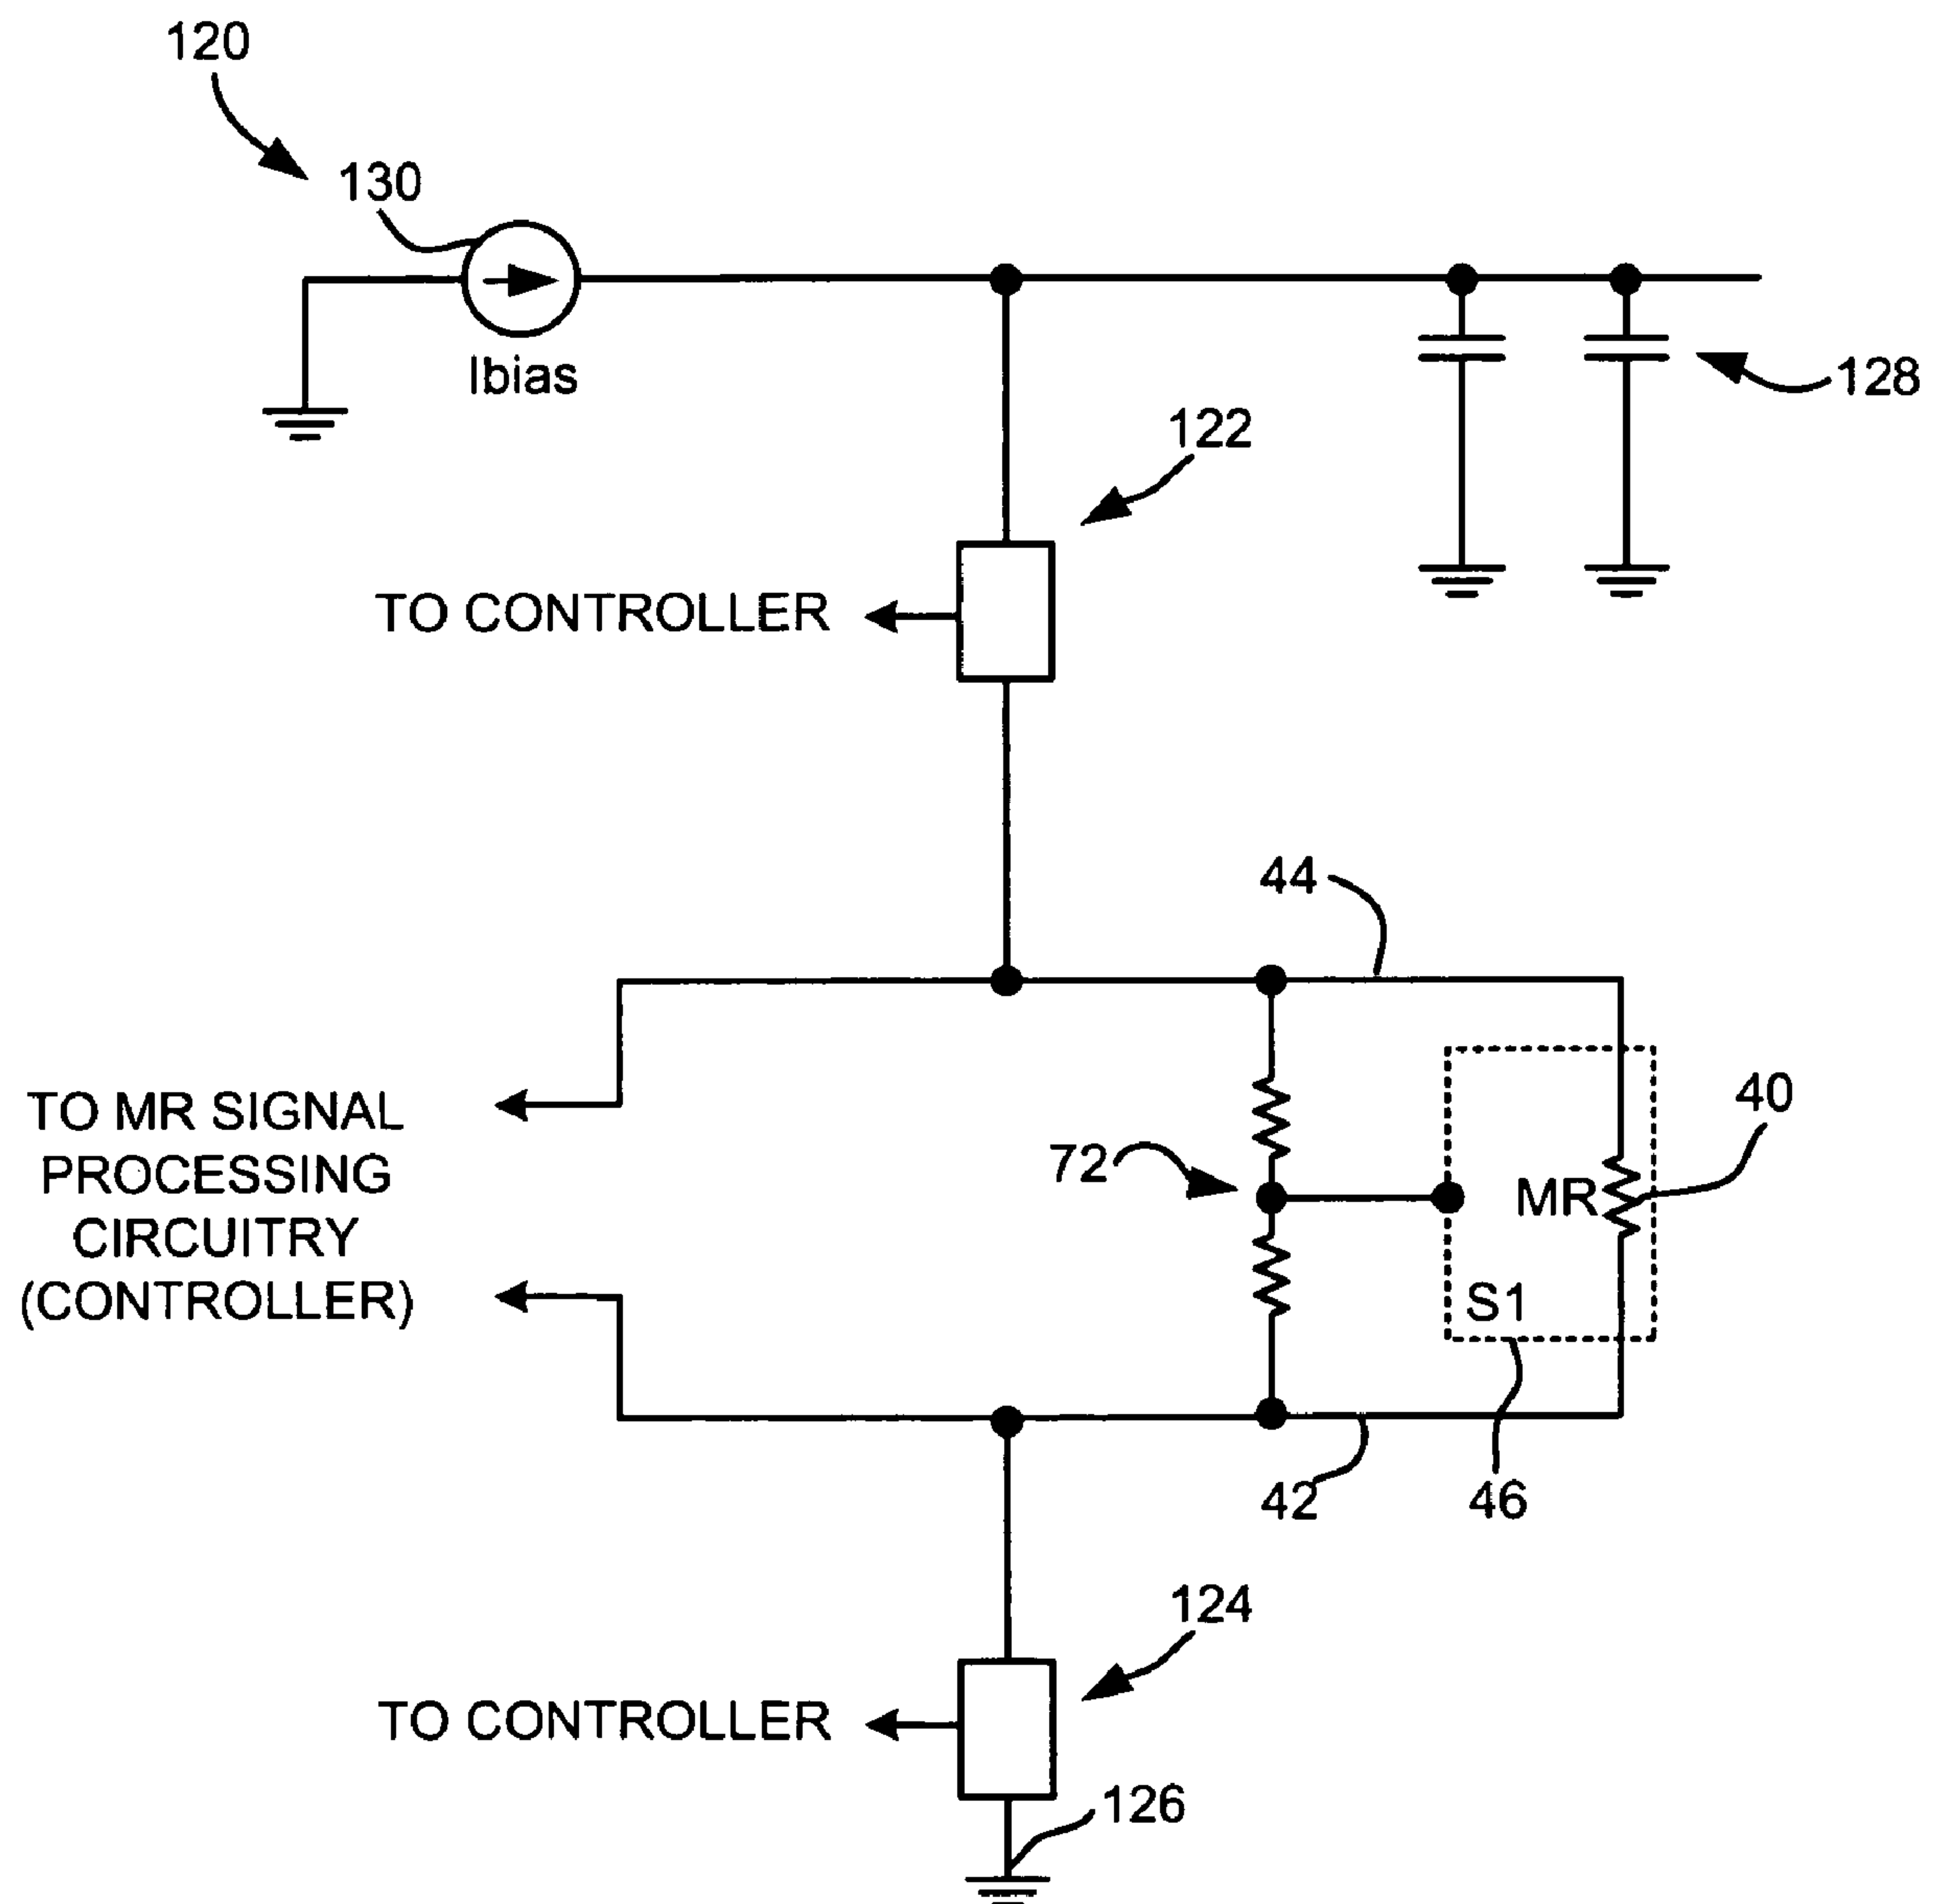 120
130
Ibias
128
122
TO CONTROLLER
44
TO MR SIGNAL
PROCESSING
CIRCUITRY
(CONTROLLER)
72
MR
40
S1
42
46
124
TO CONTROLLER
126